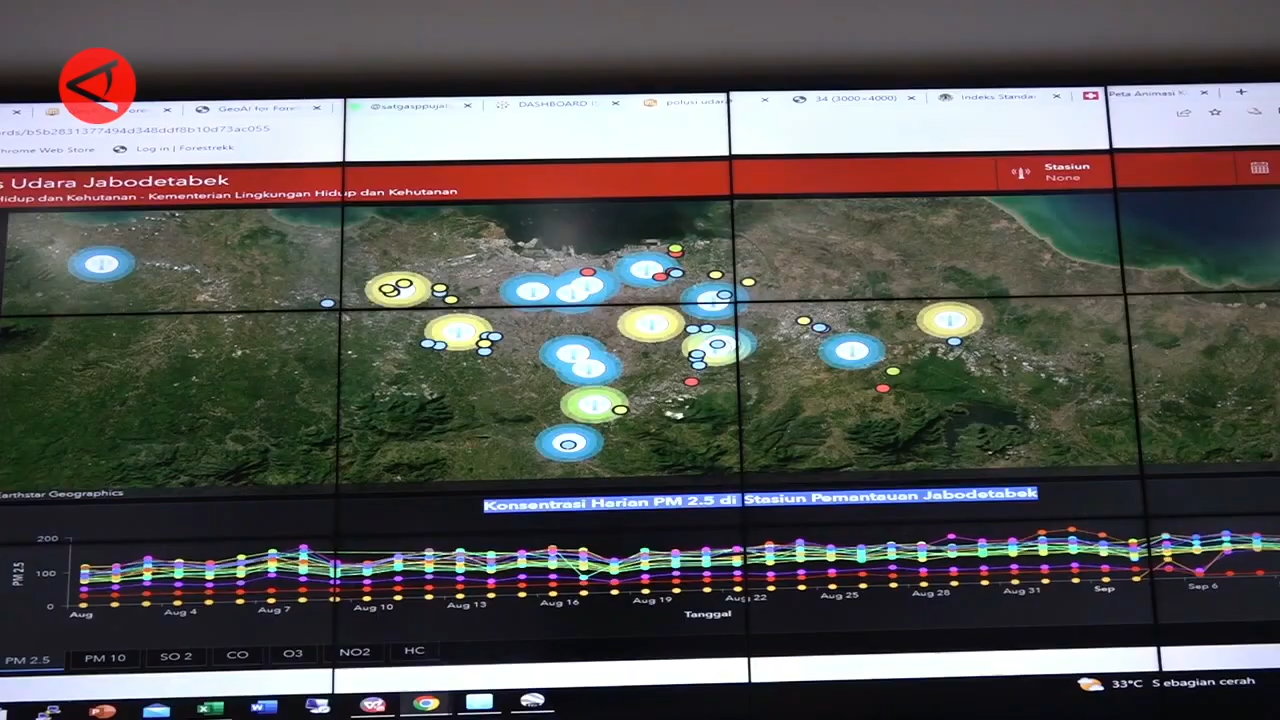 GeoAI for Fore
@satgasppuja
DASHBOARD IS
polusi udara
34 (3000×4000)
Indeks Standa
Peta Animasi K
rds/b5b2831377494d348ddf8b10d73ac055
hrome Web Store
Log in | Forestrekk
s Udara Jabodetabek
Hidup dan Kehutanan - Kementerian Lingkungan Hidup dan Kehutanan
Stasiun
None
Earthstar Geographics
Konsentrasi Harian PM 2.5 di Stasiun Pemantauan Jabodetabek
PM 2.5
200
100
0
Aug
Aug 4
Aug 7
Aug 10
Aug 13
Aug 16
Aug 19
Aug 22
Aug 25
Aug 28
Aug 31
Sep
Sep 6
Tanggal
PM 2.5
PM 10
SO 2
CO
O3
NO2
HC
33°C Sebagian cerah